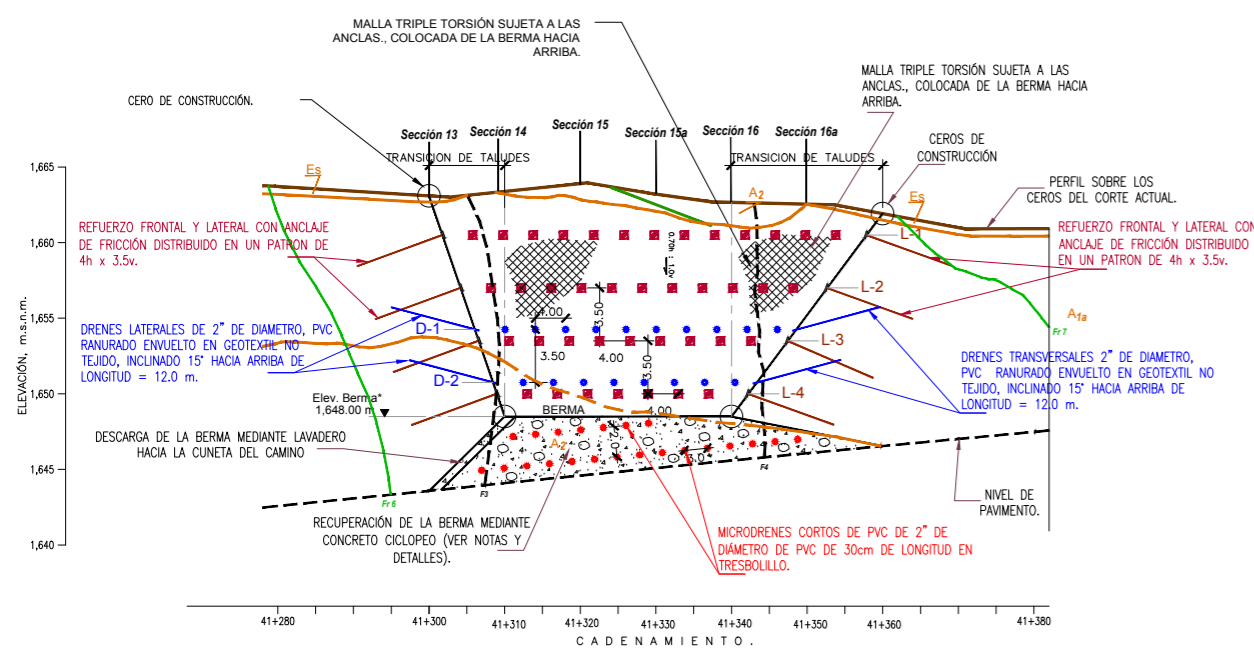 MALLA TRIPLE TORSIÓN SUJETA A LAS
ANCLAS., COLOCADA DE LA BERMA HACIA
ARRIBA.
MALLA TRIPLE TORSIÓN SUJETA A LAS
ANCLAS., COLOCADA DE LA BERMA HACIA
ARRIBA.
CERO DE CONSTRUCCIÓN.
Sección 13
Sección 14
Sección 15
Sección 15a
Sección 16
Sección 16a
CEROS DE
CONSTRUCCIÓN
TRANSICION DE TALUDES
TRANSICION DE TALUDES
1,665
1,660
1,655
1,650
1,645
1,640
ELEVACIÓN, m.s.n.m.
Es
A2
Es
PERFIL SOBRE LOS
CEROS DEL CORTE ACTUAL.
REFUERZO FRONTAL Y LATERAL CON ANCLAJE
DE FRICCIÓN DISTRIBUIDO EN UN PATRON DE
4h x 3.5v.
REFUERZO FRONTAL Y LATERAL CON
ANCLAJE DE FRICCIÓN DISTRIBUIDO
EN UN PATRON DE 4h x 3.5v.
L-1
L-2
L-3
L-4
0.70h : 1.0v
A1a
Fr 7
DRENES LATERALES DE 2" DE DIAMETRO, PVC
RANURADO ENVUELTO EN GEOTEXTIL NO
TEJIDO, INCLINADO 15° HACIA ARRIBA DE
LONGITUD = 12.0 m.
D-1
D-2
4.00
3.50
3.50
4.00
3.50
4.00
DRENES TRANSVERSALES 2" DE DIAMETRO,
PVC RANURADO ENVUELTO EN GEOTEXTIL NO
TEJIDO, INCLINADO 15° HACIA ARRIBA DE
LONGITUD = 12.0 m.
Elev. Berma*
1,648.00 m
BERMA
DESCARGA DE LA BERMA MEDIANTE LAVADERO
HACIA LA CUNETA DEL CAMINO
A2
Fr 6
F3
F4
NIVEL DE
PAVIMENTO.
RECUPERACIÓN DE LA BERMA MEDIANTE
CONCRETO CICLOPEO (VER NOTAS Y
DETALLES).
MICRODRENES CORTOS DE PVC DE 2" DE
DIÁMETRO DE PVC DE 30cm DE LONGITUD EN
TRESBOLILLO.
41+280
41+300
41+310
41+320
41+330
41+340
41+350
41+360
41+380
CADENAMIENTO.